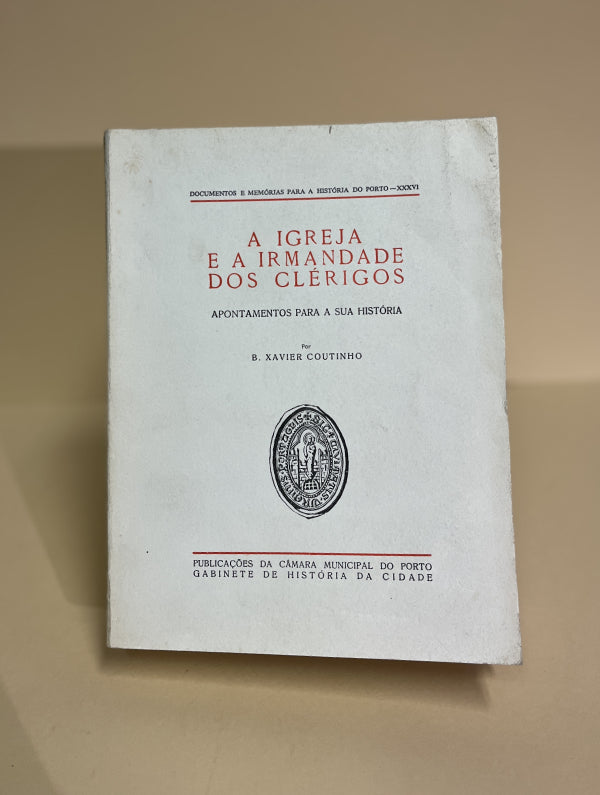 DOCUMENTOS E MEMÓRIAS PARA A HISTÓRIA DO PORTO — XXXVI
A IGREJA
E A IRMANDADE
DOS CLÉRIGOS
APONTAMENTOS PARA A SUA HISTÓRIA
Por
B. XAVIER COUTINHO
PUBLICAÇÕES DA CÂMARA MUNICIPAL DO PORTO
GABINETE DE HISTÓRIA DA CIDADE